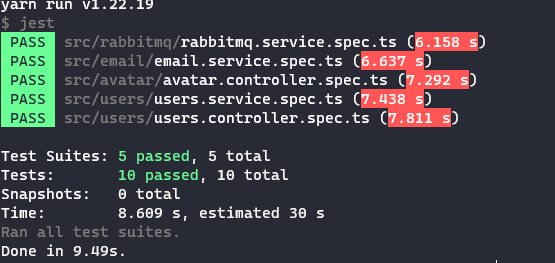 yarn run v1.22.19
$ jest
PASS src/rabbitmq/rabbitmq.service.spec.ts (6.158 s)
PASS src/email/email.service.spec.ts (6.637 s)
PASS src/avatar/avatar.controller.spec.ts (7.292 s)
PASS src/users/users.service.spec.ts (7.438 s)
PASS src/users/users.controller.spec.ts (7.811 s)
Test Suites: 5 passed, 5 total
Tests: 10 passed, 10 total
Snapshots: 0 total
Time: 8.609 s, estimated 30 s
Ran all test suites.
Done in 9.49s.